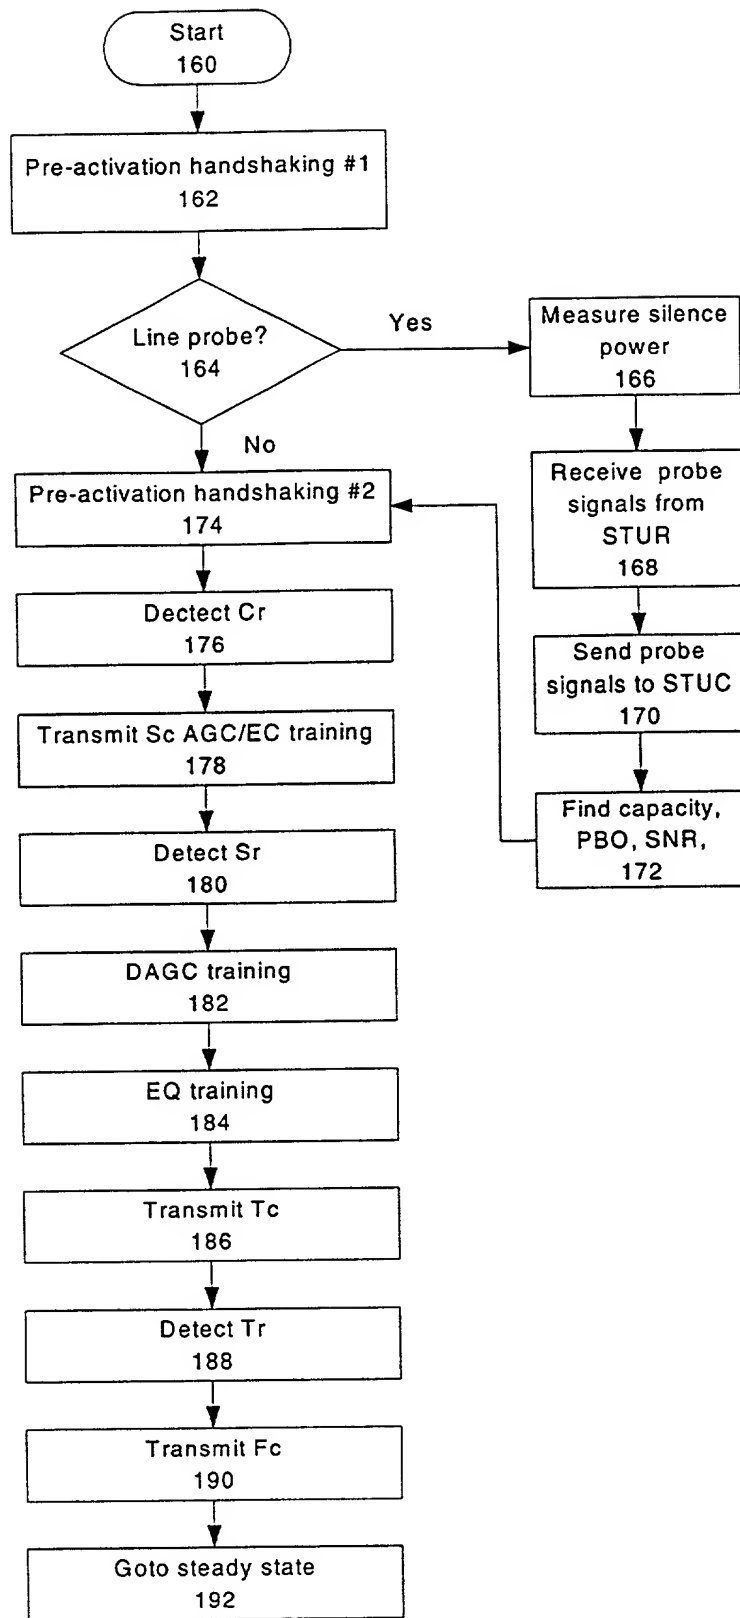 Start
160
Pre-activation handshaking #1
162
Line probe?
164
Yes
No
Measure silence
power
166
Receive probe
signals from
STUR
168
Send probe
signals to STUC
170
Find capacity,
PBO, SNR,
172
Pre-activation handshaking #2
174
Dectect Cr
176
Transmit Sc AGC/EC training
178
Detect Sr
180
DAGC training
182
EQ training
184
Transmit Tc
186
Detect Tr
188
Transmit Fc
190
Goto steady state
192